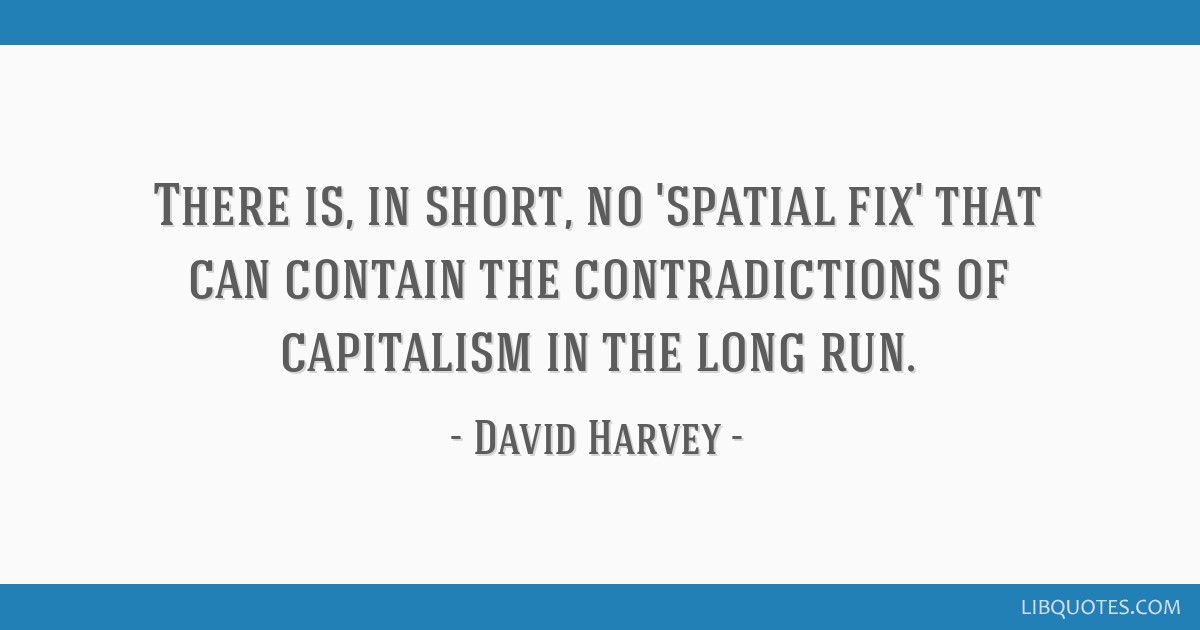 There is, in short, no 'spatial fix' that
can contain the contradictions of
capitalism in the long run.
- David Harvey -
LIBQUOTES.COM